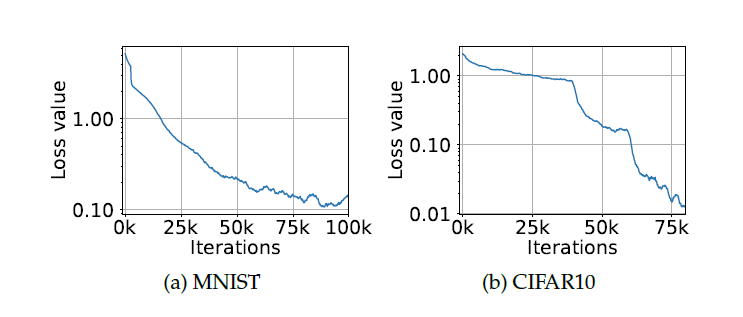 Loss value
1.00
0.10
0k 25k 50k 75k 100k
Iterations
(a) MNIST
Loss value
1.00
0.10
0.01
0k 25k 50k 75k
Iterations
(b) CIFAR10